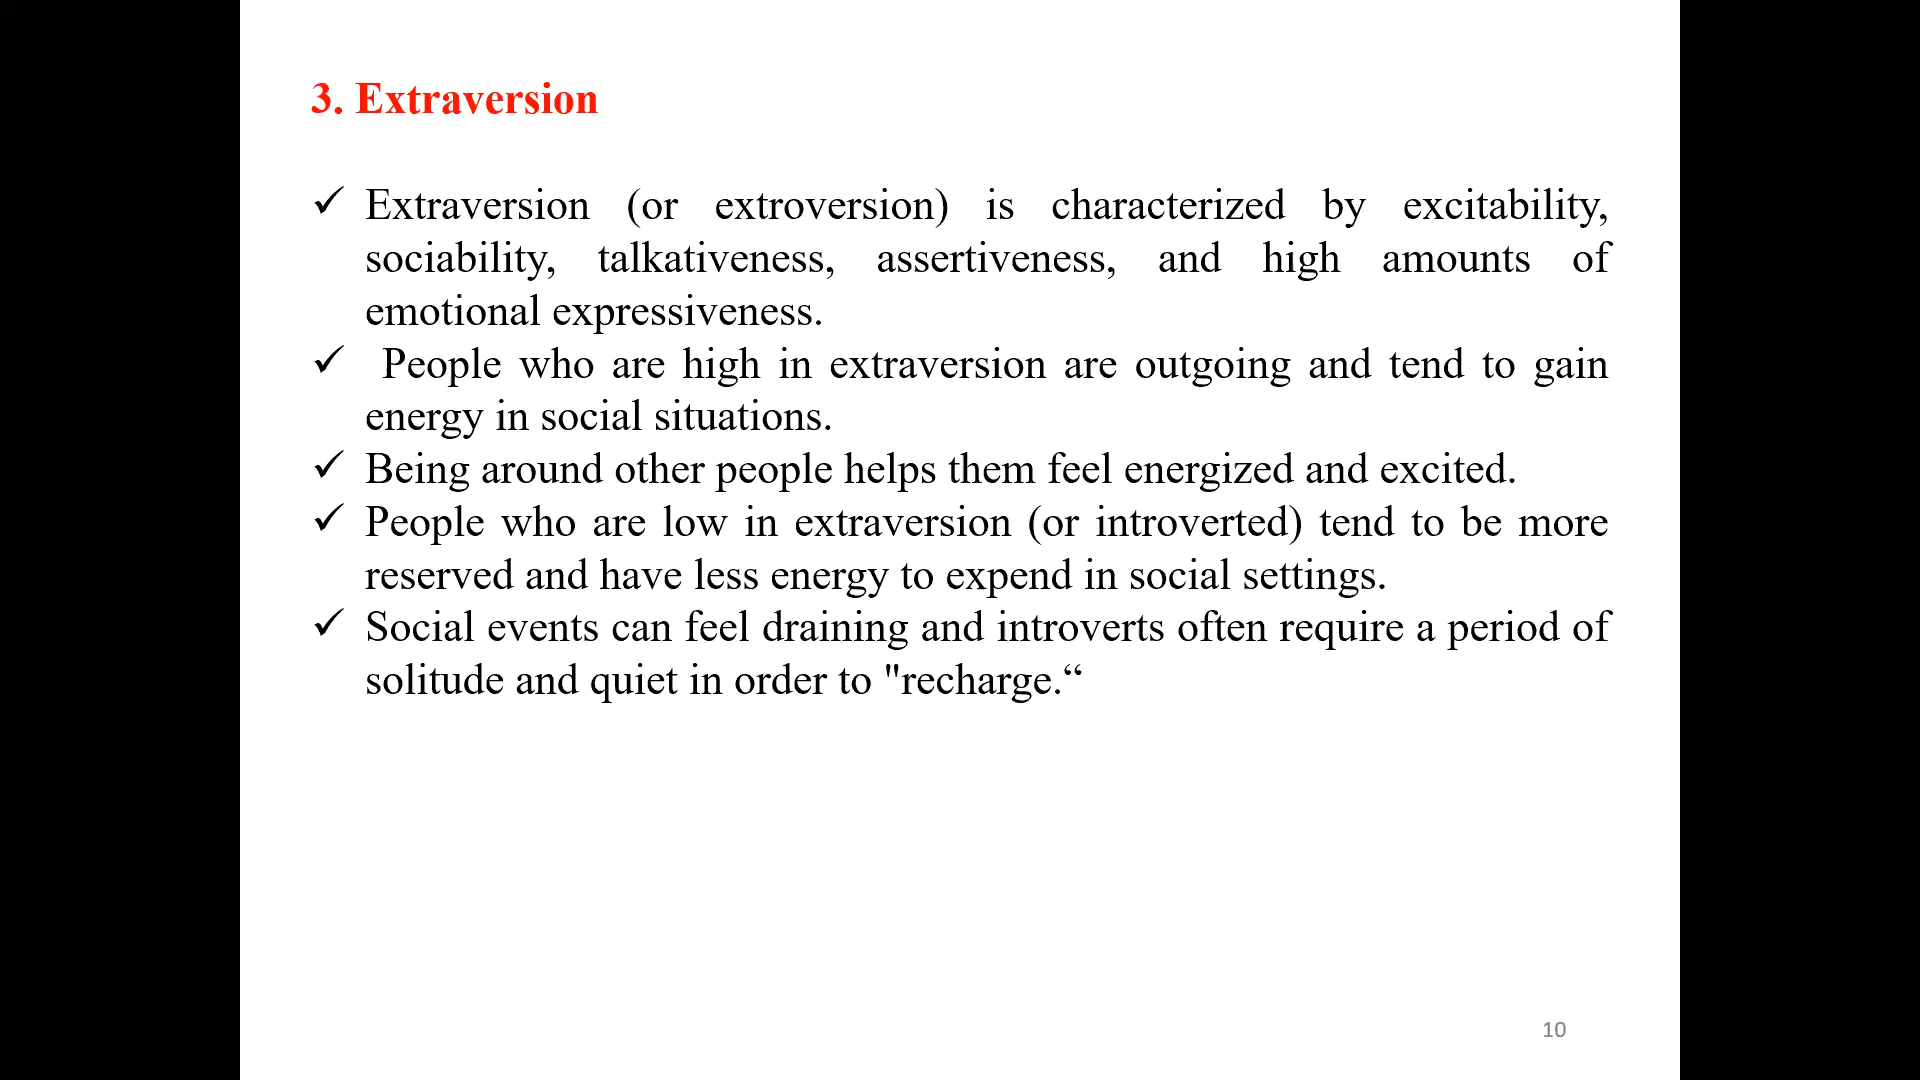 3. Extraversion
✓ Extraversion (or extroversion) is characterized by excitability,
sociability, talkativeness, assertiveness, and high amounts of
emotional expressiveness.
✓ People who are high in extraversion are outgoing and tend to gain
energy in social situations.
✓ Being around other people helps them feel energized and excited.
✓ People who are low in extraversion (or introverted) tend to be more
reserved and have less energy to expend in social settings.
✓ Social events can feel draining and introverts often require a period of
solitude and quiet in order to "recharge.“
10